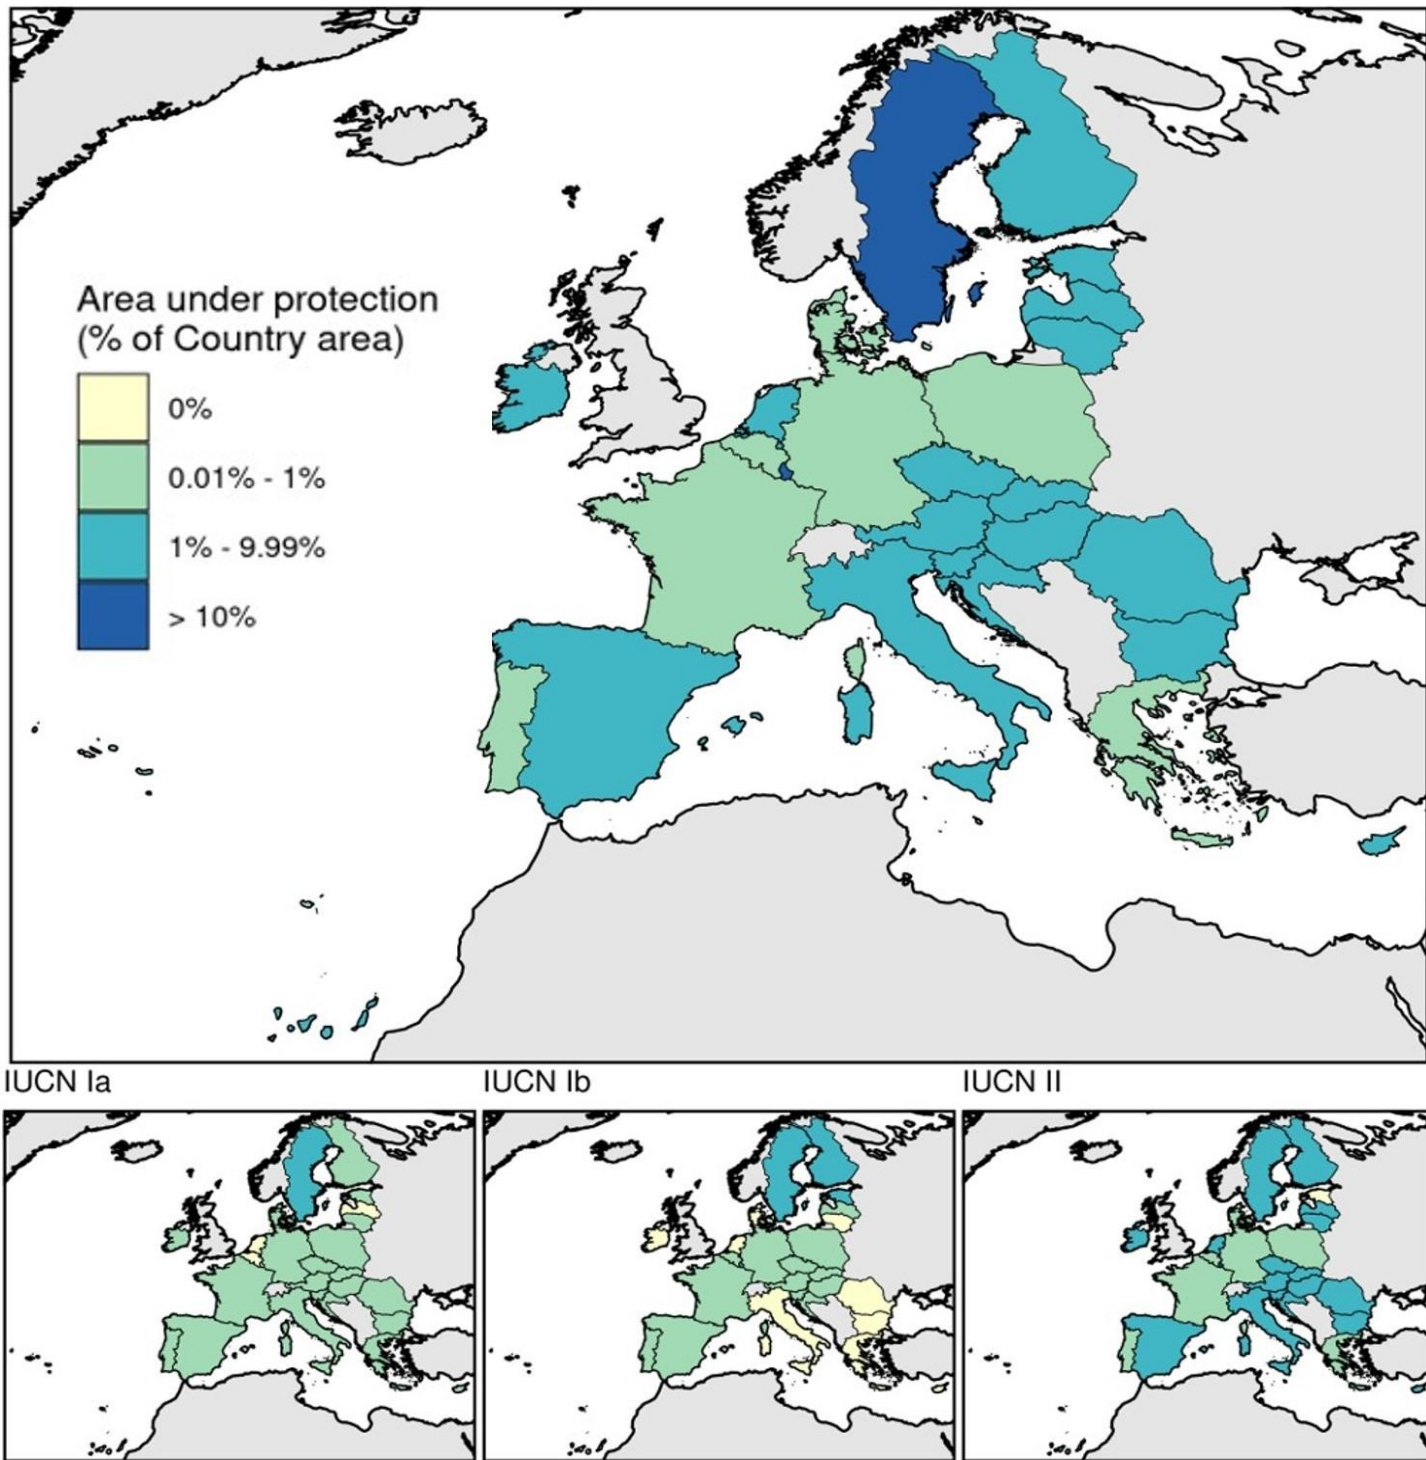 Area under protection
(% of Country area)
0%
0.01% - 1%
1% - 9.99%
> 10%
IUCN Ia
IUCN Ib
IUCN II